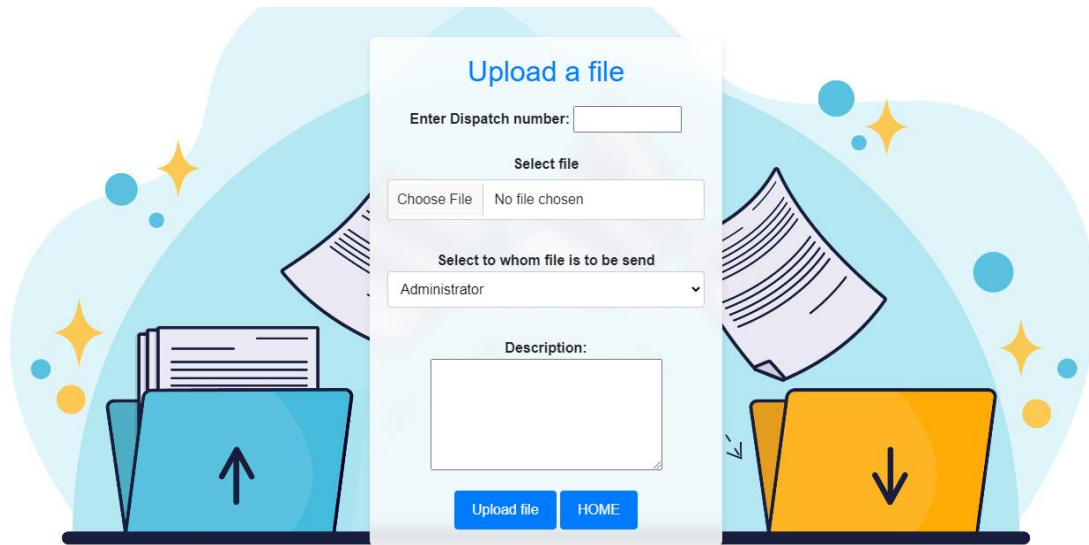 Upload a file
Enter Dispatch number:
Select file
Choose File No file chosen
Select to whom file is to be send
Administrator
Description:
Upload file HOME